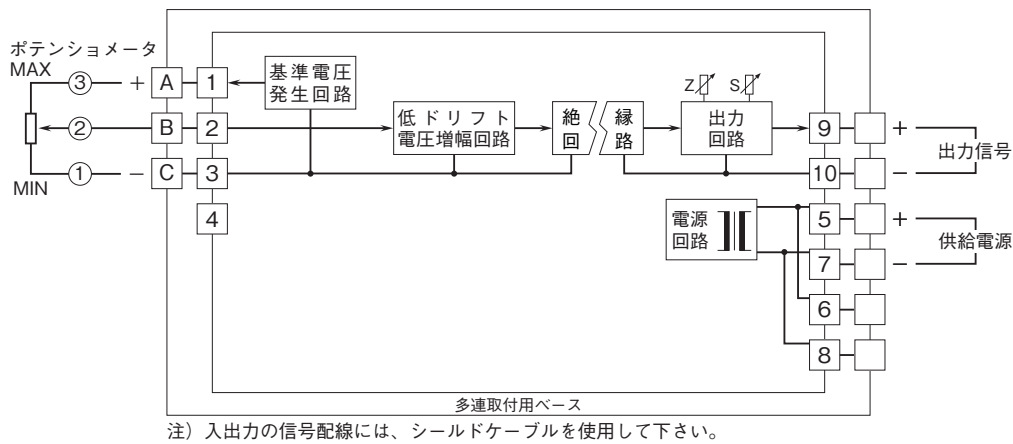 ポテンショメータ
MAX
③
+
A
1
基準電圧
発生回路
②
B
2
低ドリフト
電圧増幅回路
絶
回
縁
路
Z
S
出力
回路
9
+
出力信号
MIN
①
−
C
3
10
−
4
電源
回路
5
+
供給電源
7
−
6
8
多連取付用ベース
注）入出力の信号配線には、シールドケーブルを使用して下さい。